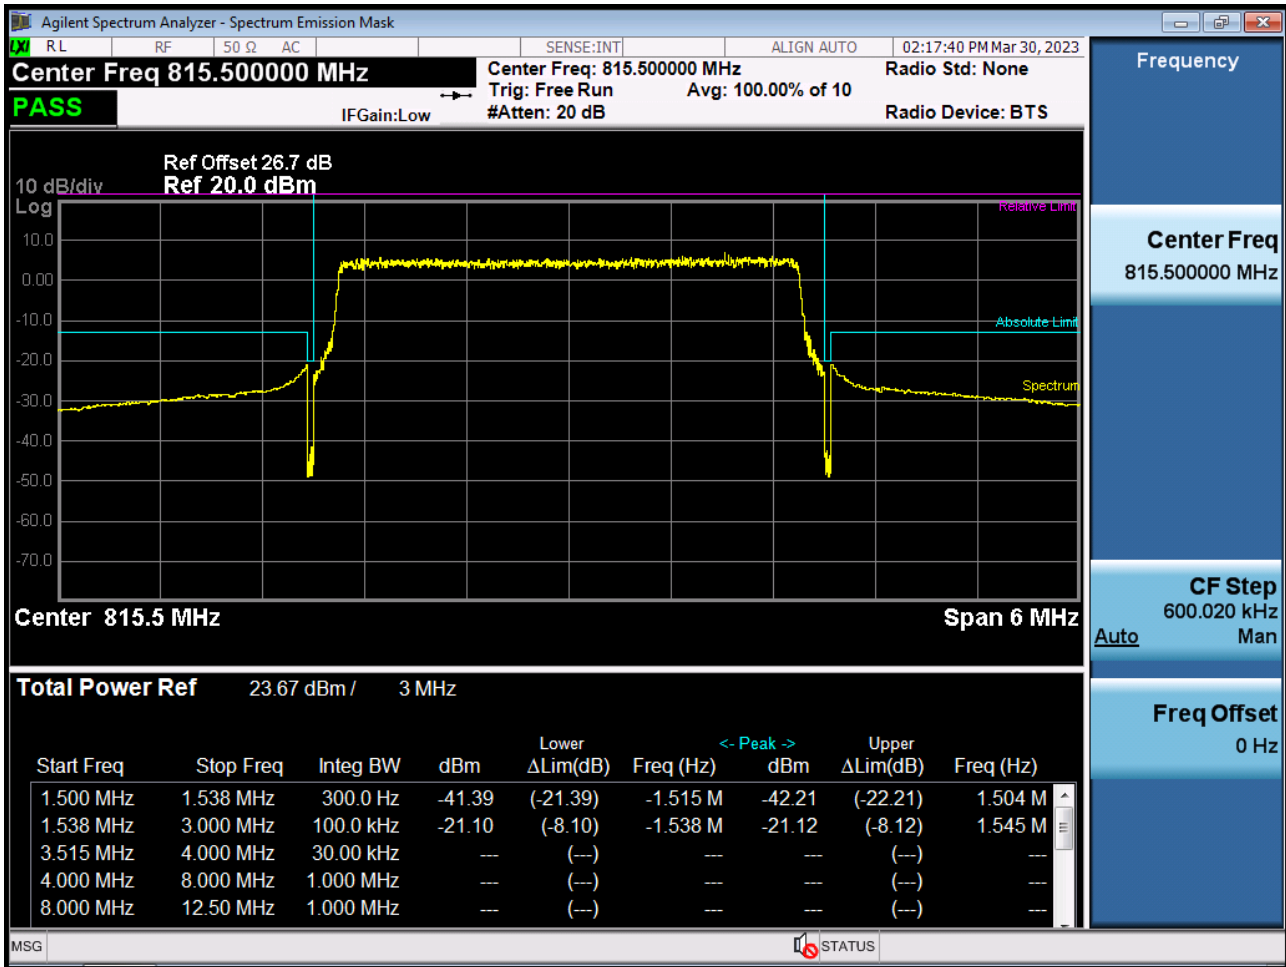 Agilent Spectrum Analyzer - Spectrum Emission Mask
LXI RL RF 50 Ω AC SENSE:INT ALIGN AUTO 02:17:40 PM Mar 30, 2023
Center Freq 815.500000 MHz
Center Freq: 815.500000 MHz Radio Std: None
Trig: Free Run Avg: 100.00% of 10
PASS IFGain:Low #Atten: 20 dB Radio Device: BTS
Ref Offset 26.7 dB
10 dB/div Ref 20.0 dBm
Log
Relative Limit
10.0
0.00
-10.0
Absolute Limit
-20.0
Spectrum
-30.0
-40.0
-50.0
-60.0
-70.0
Center 815.5 MHz Span 6 MHz
Total Power Ref 23.67 dBm / 3 MHz
Lower <- Peak -> Upper
Start Freq Stop Freq Integ BW dBm ΔLim(dB) Freq (Hz) dBm ΔLim(dB) Freq (Hz)
1.500 MHz 1.538 MHz 300.0 Hz -41.39 (-21.39) -1.515 M -42.21 (-22.21) 1.504 M
1.538 MHz 3.000 MHz 100.0 kHz -21.10 (-8.10) -1.538 M -21.12 (-8.12) 1.545 M
3.515 MHz 4.000 MHz 30.00 kHz --- (---) --- --- (---) ---
4.000 MHz 8.000 MHz 1.000 MHz --- (---) --- --- (---) ---
8.000 MHz 12.50 MHz 1.000 MHz --- (---) --- --- (---) ---
MSG STATUS
Frequency
Center Freq
815.500000 MHz
CF Step
600.020 kHz
Auto Man
Freq Offset
0 Hz